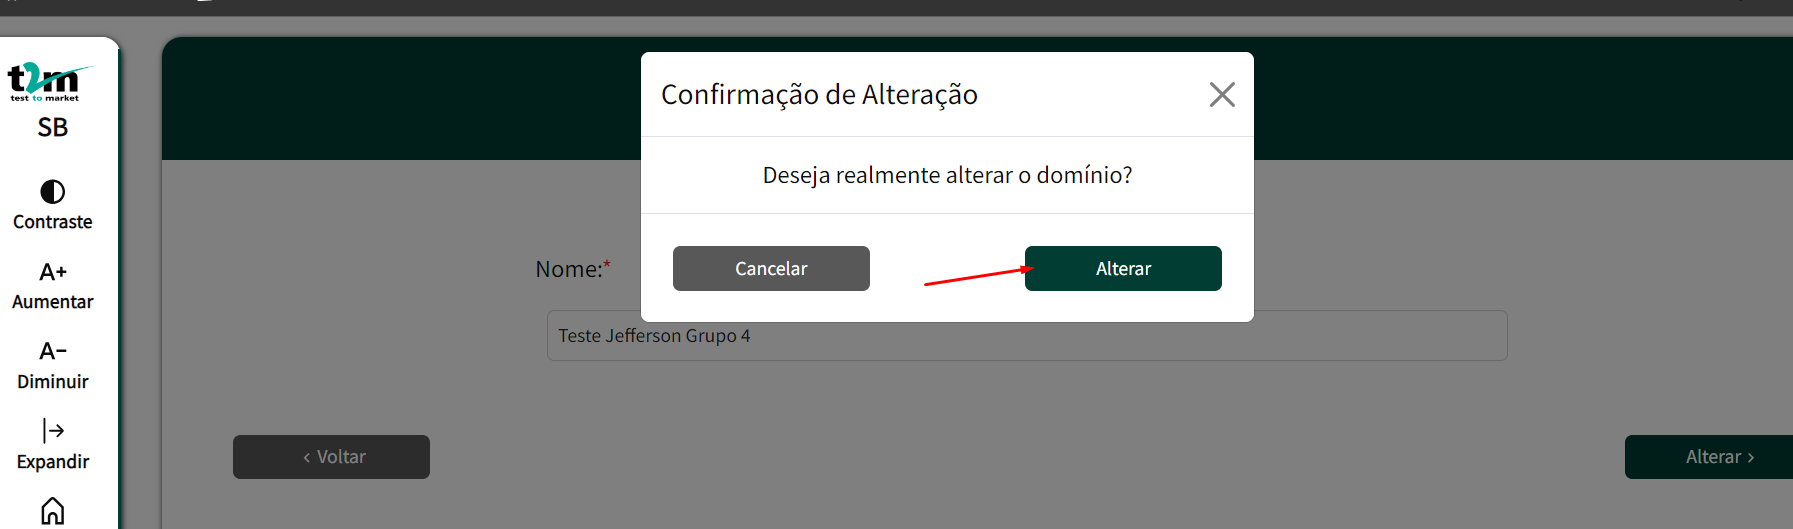 t2m
test to market
SB
Contraste
A+
Aumentar
A-
Diminuir
Expandir
Confirmação de Alteração
Deseja realmente alterar o domínio?
Cancelar
Alterar
Nome:*
Teste Jefferson Grupo 4
‹ Voltar
Alterar ›